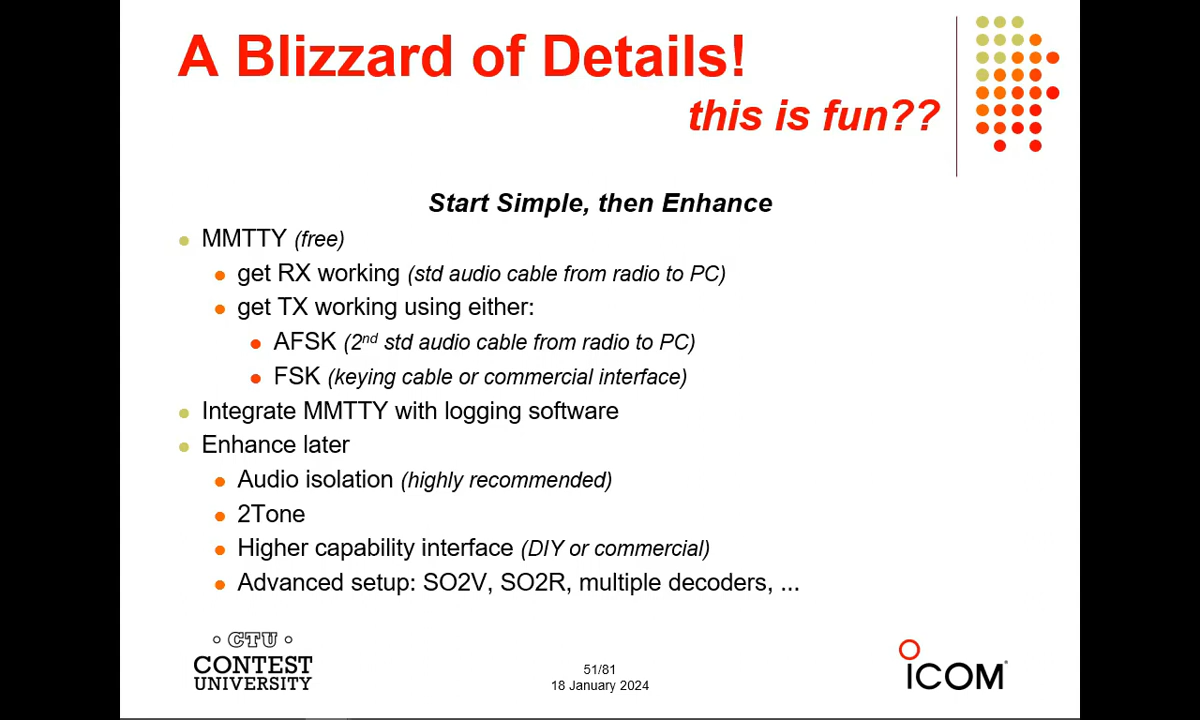 A Blizzard of Details!
this is fun??
Start Simple, then Enhance
MMTTY (free)
get RX working (std audio cable from radio to PC)
get TX working using either:
AFSK (2nd std audio cable from radio to PC)
FSK (keying cable or commercial interface)
Integrate MMTTY with logging software
Enhance later
Audio isolation (highly recommended)
2Tone
Higher capability interface (DIY or commercial)
Advanced setup: SO2V, SO2R, multiple decoders, ...
CTU
CONTEST
UNIVERSITY
51/81
18 January 2024
ICOM